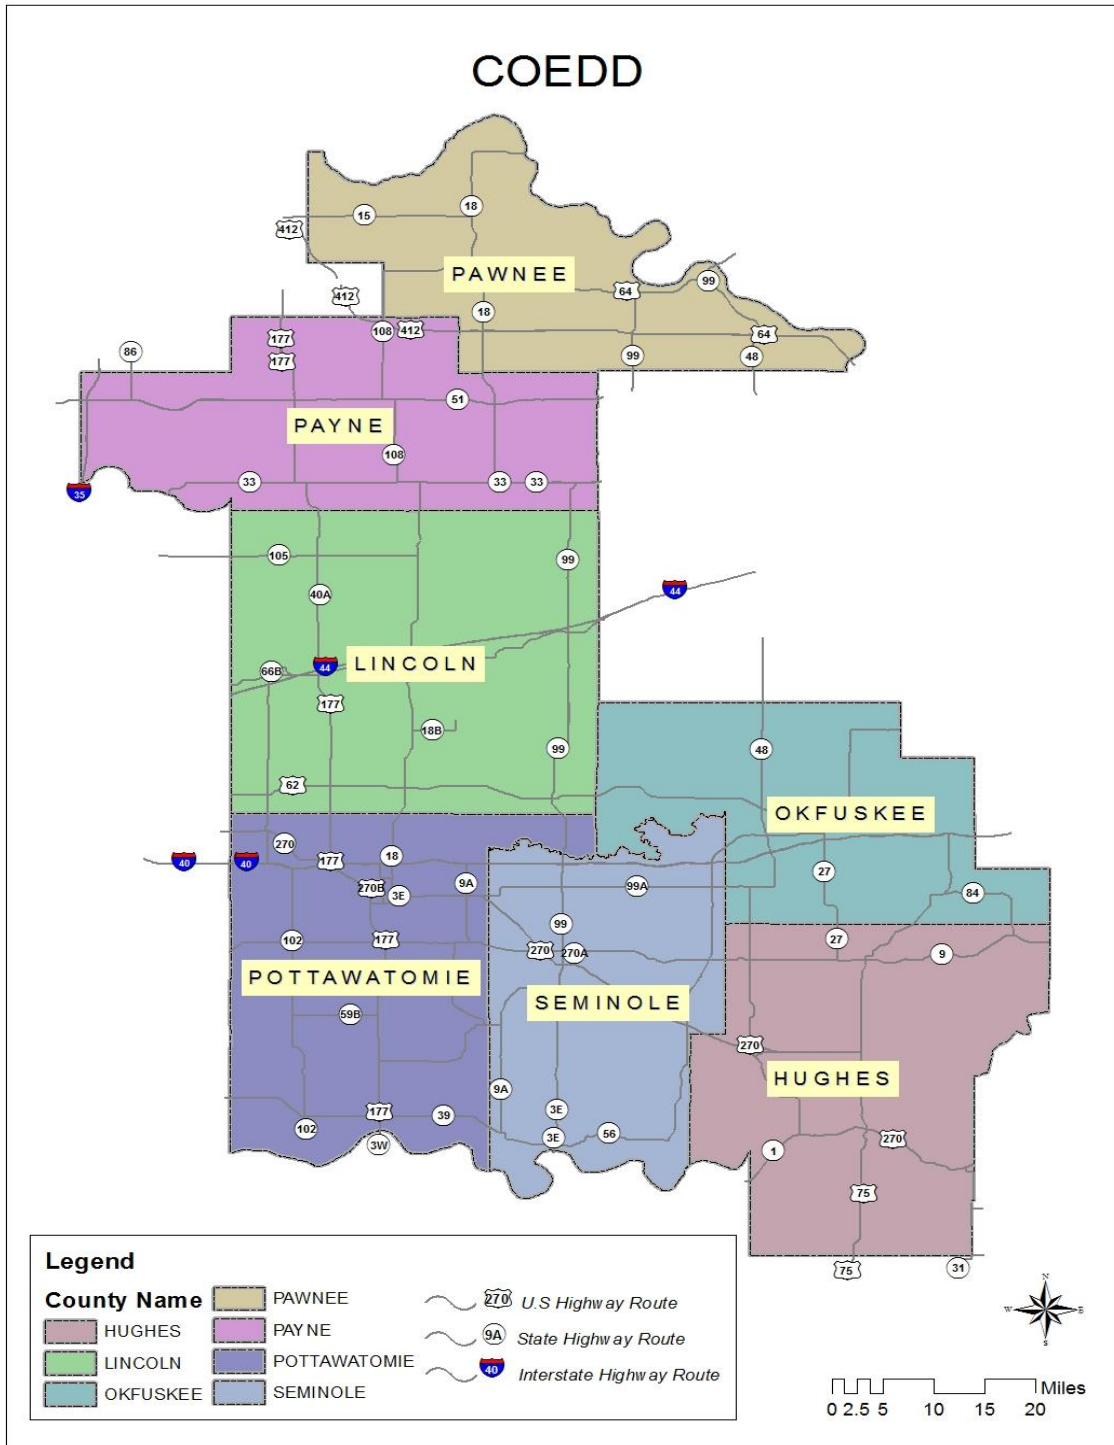 COEDD
18
15
412
PAWNEE
99
64
412
18
412
108
177
64
86
177
99
48
51
PAYNE
108
33
33
33
35
105
99
40A
44
LINCOLN
66B
44
177
18B
99
48
62
OKFUSKEE
270
18
40
40
177
27
270B
3E
9A
99A
84
99
102
177
270
270A
27
9
POTTAWATOMIE
SEMINOLE
59B
270
HUGHES
9A
177
39
3E
102
3W
3E
56
1
270
75
75
31
Legend
County Name
HUGHES
LINCOLN
OKFUSKEE
PAWNEE
PAYNE
POTTAWATOMIE
SEMINOLE
270 U.S Highway Route
9A State Highway Route
40 Interstate Highway Route
N
W E
S
Miles
0 2.5 5 10 15 20